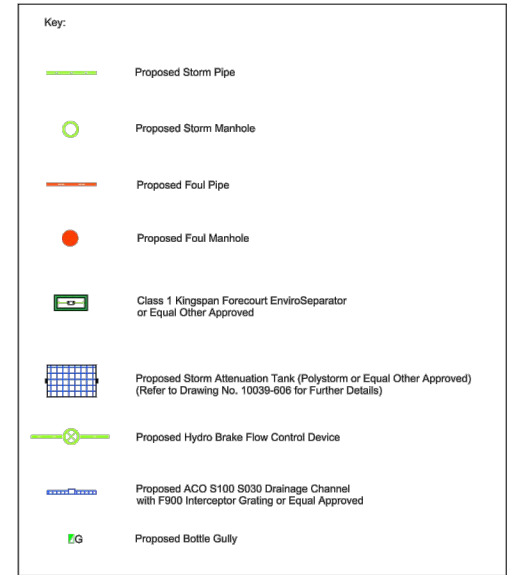 Key:
Proposed Storm Pipe
Proposed Storm Manhole
Proposed Foul Pipe
Proposed Foul Manhole
Class 1 Kingspan Forecourt EnviroSeparator
or Equal Other Approved
Proposed Storm Attenuation Tank (Polystorm or Equal Other Approved)
(Refer to Drawing No. 10039-606 for Further Details)
Proposed Hydro Brake Flow Control Device
Proposed ACO S100 S030 Drainage Channel
with F900 Interceptor Grating or Equal Approved
G Proposed Bottle Gully